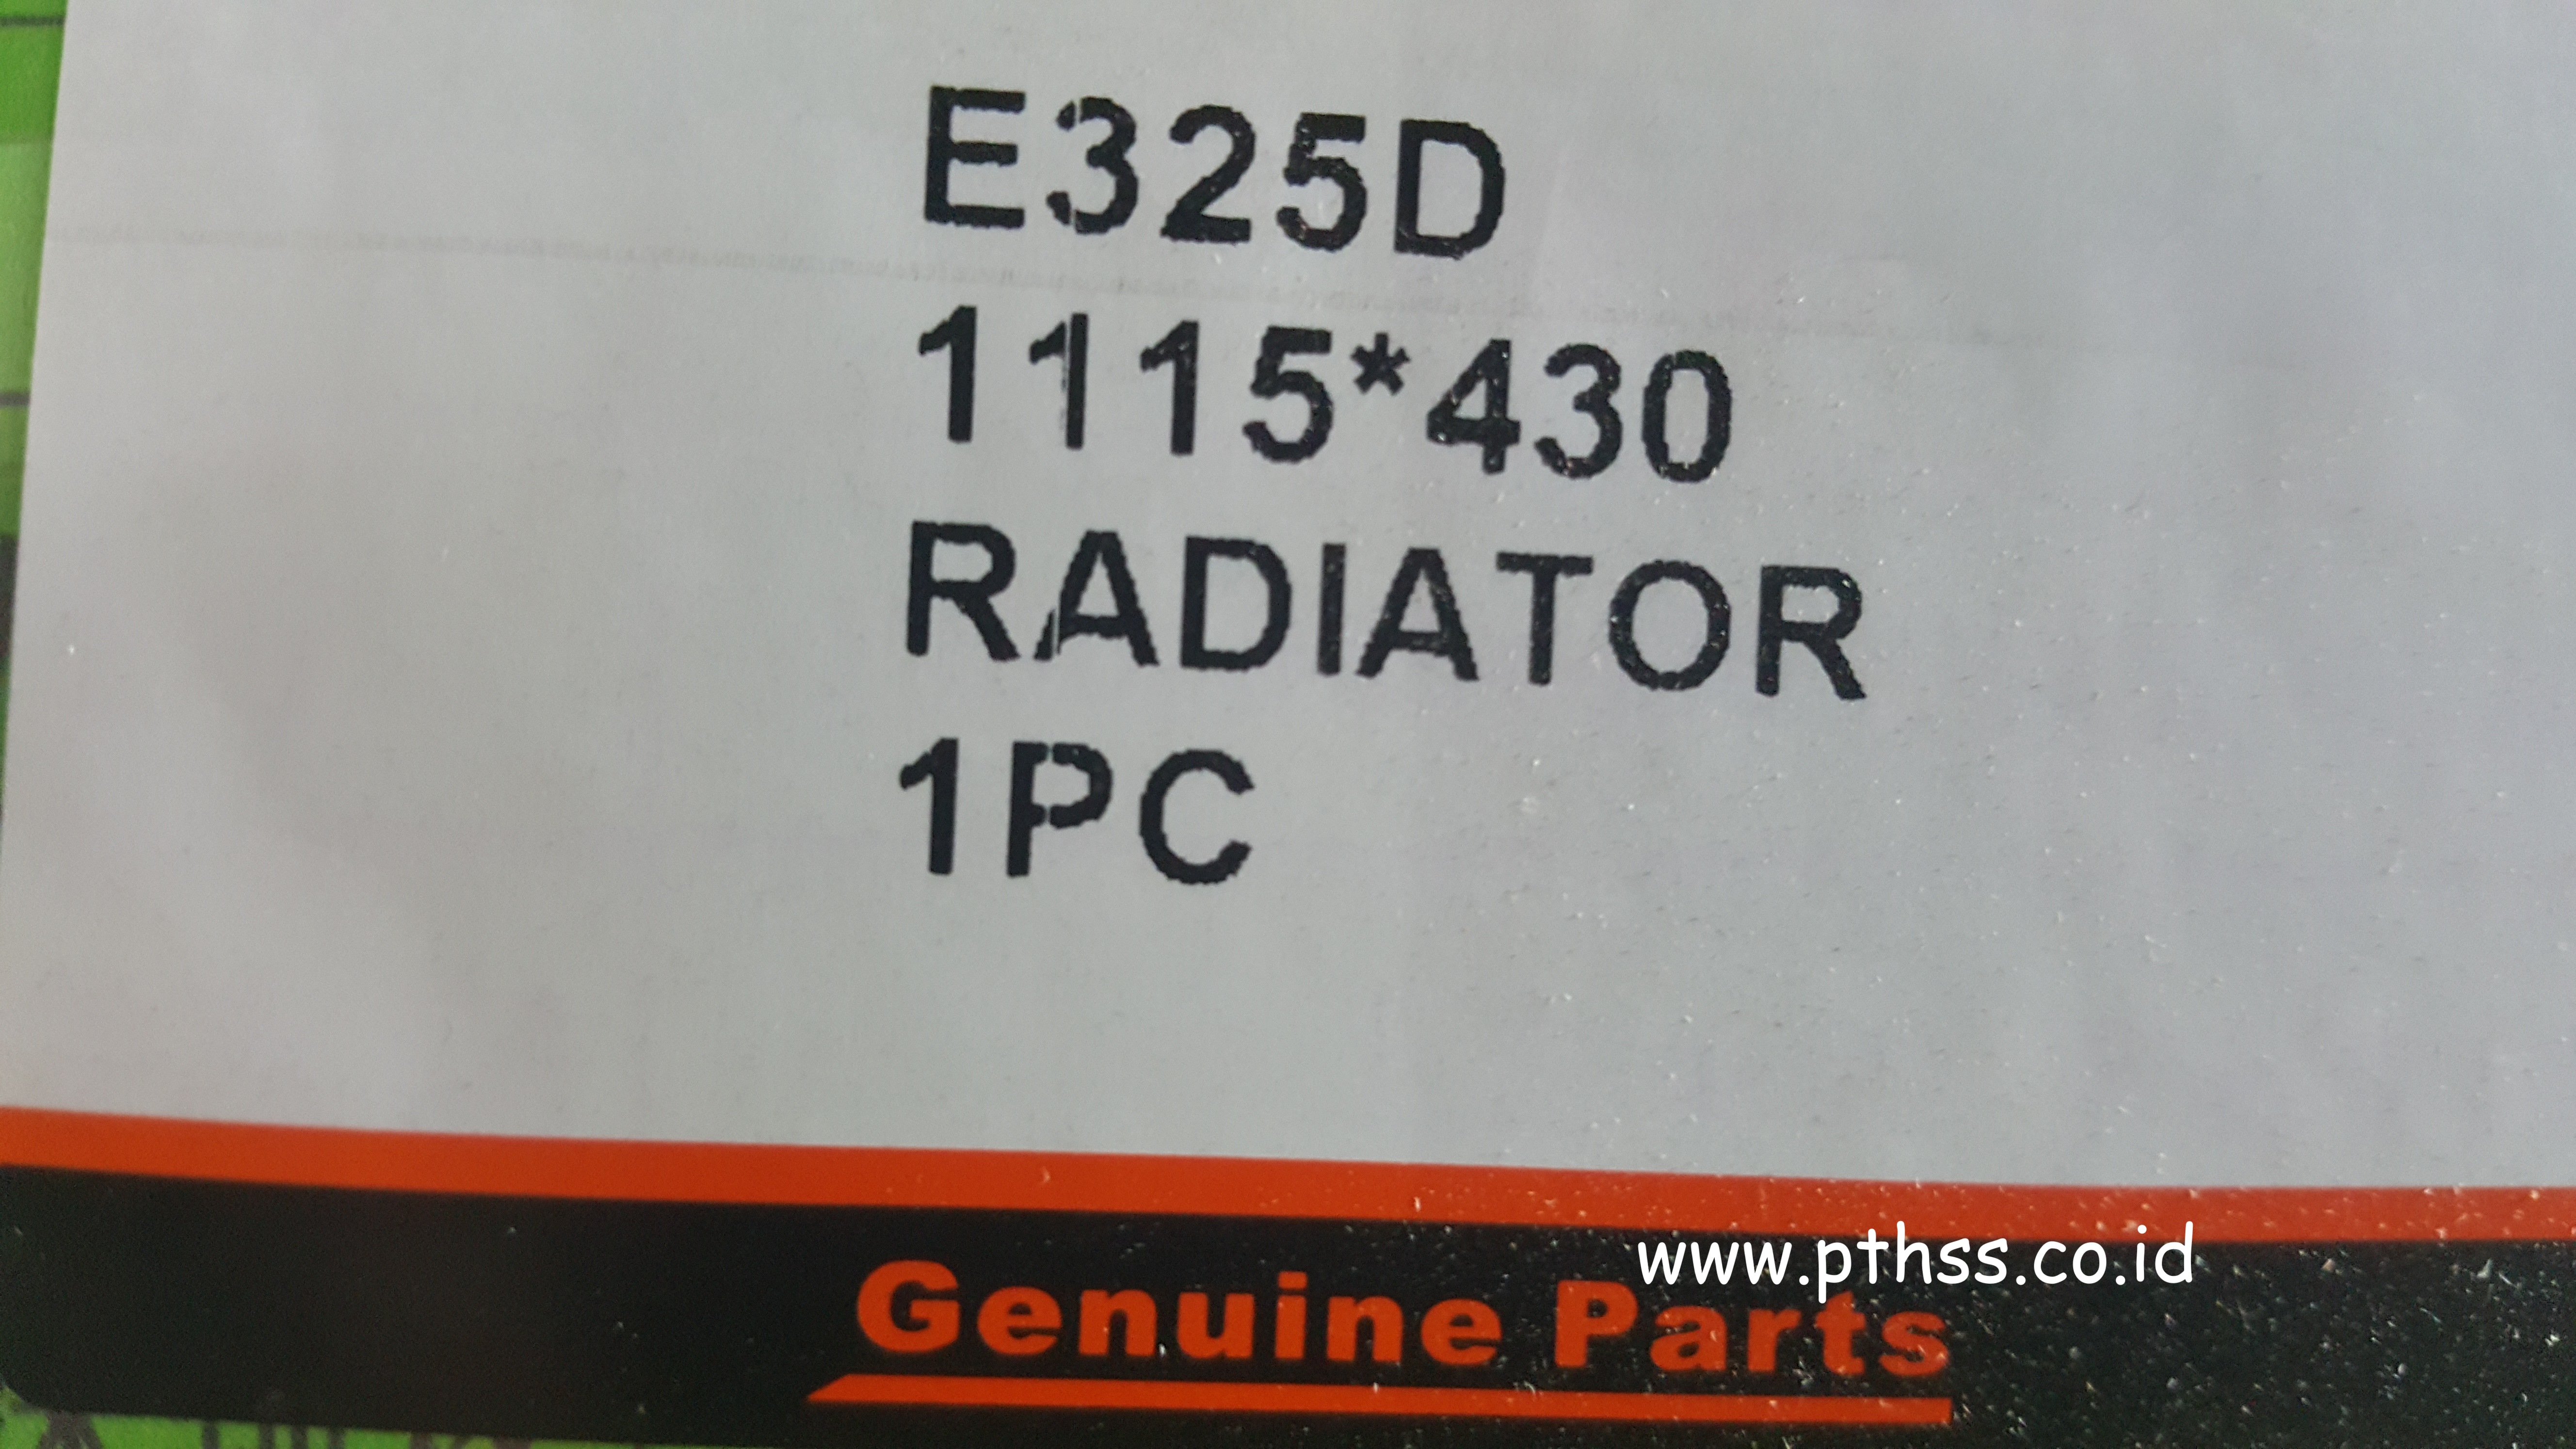 E325D
1115*430
RADIATOR
1PC
www.pthss.co.id
Genuine Parts